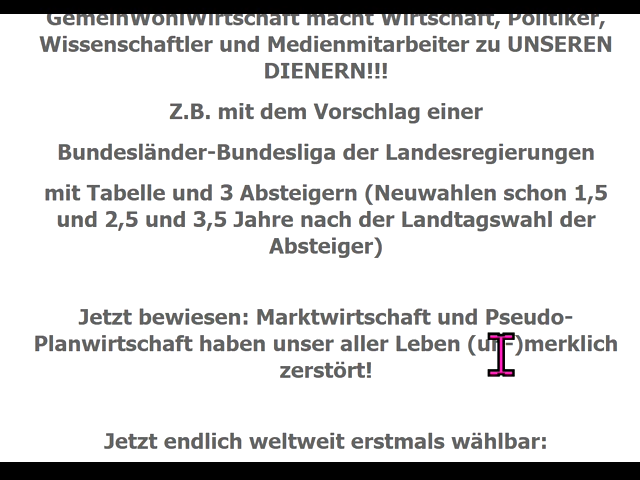 GemeinWohlWirtschaft macht Wirtschaft, Politiker,
Wissenschaftler und Medienmitarbeiter zu UNSEREN
DIENERN!!!
Z.B. mit dem Vorschlag einer
Bundesländer-Bundesliga der Landesregierungen
mit Tabelle und 3 Absteigern (Neuwahlen schon 1,5
und 2,5 und 3,5 Jahre nach der Landtagswahl der
Absteiger)
Jetzt bewiesen: Marktwirtschaft und Pseudo-
Planwirtschaft haben unser aller Leben (un-)merklich
zerstört!
Jetzt endlich weltweit erstmals wählbar: